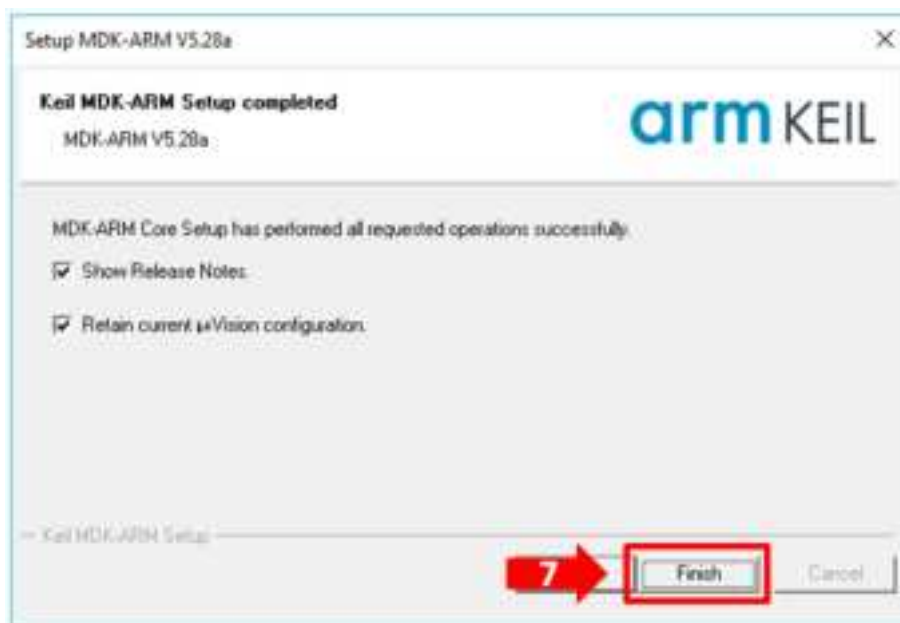 Setup MDK-ARM V5.28a
Keil MDK-ARM Setup completed
MDK-ARM V5.28a
arm KEIL
MDK-ARM Core Setup has performed all requested operations successfully.
Show Release Notes.
Retain current µVision configuration.
Keil MDK-ARM Setup
7
Finish
Cancel